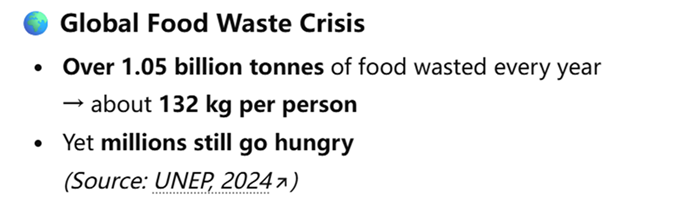 🌍 Global Food Waste Crisis
• Over 1.05 billion tonnes of food wasted every year
→ about 132 kg per person
• Yet millions still go hungry
(Source: UNEP, 2024↗)